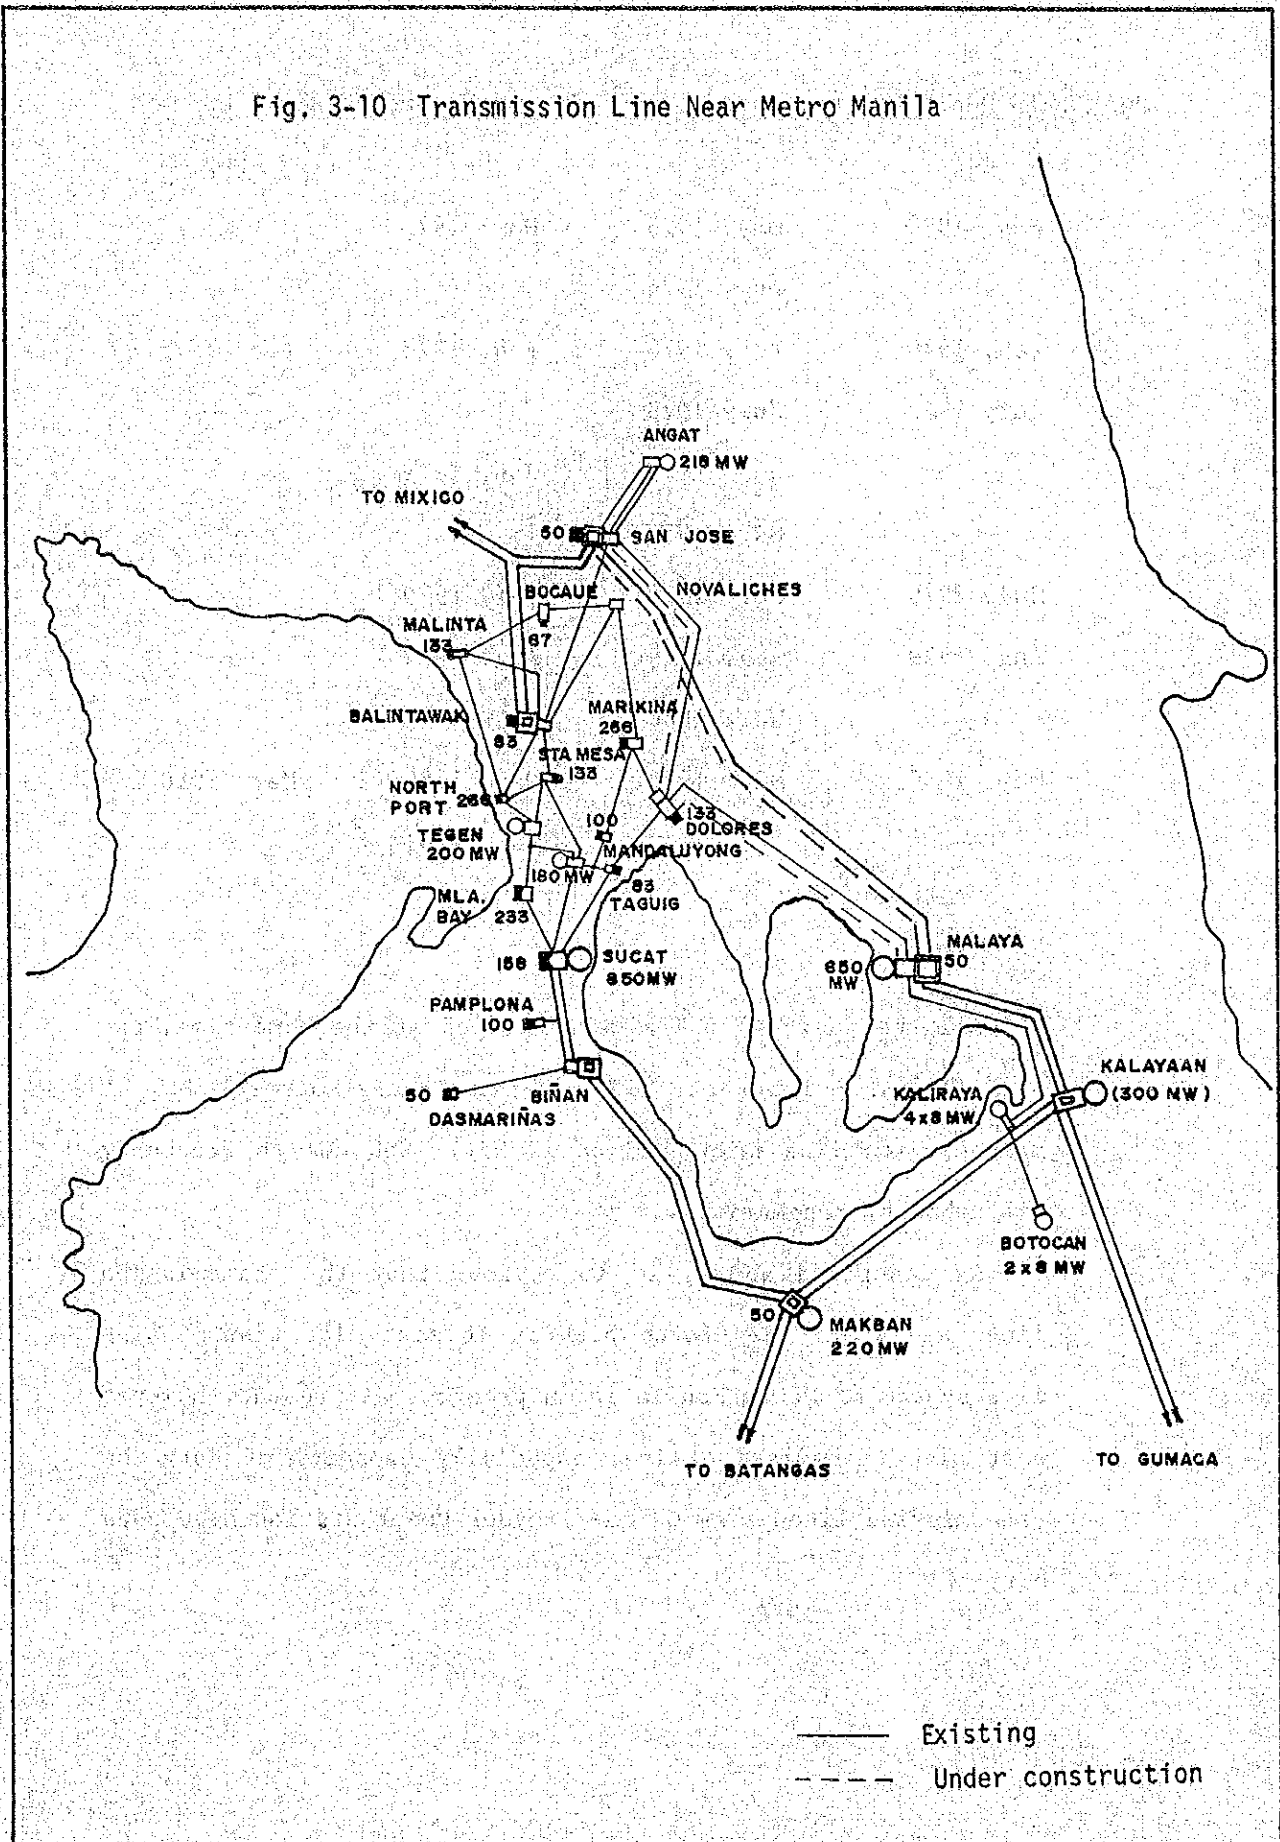 Fig. 3-10 Transmission Line Near Metro Manila
ANGAT
218 MW
TO MIXICO
50
SAN JOSE
NOVALICHES
BOCAUE
67
MALINTA
133
BALINTAWAK
83
MARIKINA
266
STA MESA
133
NORTH
PORT
266
TEGEN
200 MW
100
133
DOLORES
MANDALUYONG
180 MW
83
TAGUIG
MLA.
BAY
233
158
SUCAT
850MW
MALAYA
50
650
MW
PAMPLONA
100
50
DASMARIÑAS
BIÑAN
KALIRAYA
4x8 MW
KALAYAAN
(300 MW)
BOTOCAN
2x8 MW
50
MAKBAN
220MW
TO BATANGAS
TO GUMACA
Existing
Under construction